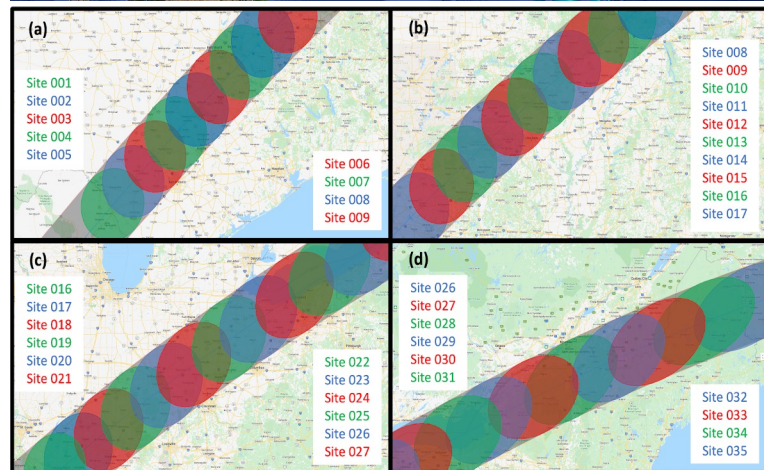 (a)
Site 001
Site 002
Site 003
Site 004
Site 005
Site 006
Site 007
Site 008
Site 009
(b)
Site 008
Site 009
Site 010
Site 011
Site 012
Site 013
Site 014
Site 015
Site 016
Site 017
(c)
Site 016
Site 017
Site 018
Site 019
Site 020
Site 021
Site 022
Site 023
Site 024
Site 025
Site 026
Site 027
(d)
Site 026
Site 027
Site 028
Site 029
Site 030
Site 031
Site 032
Site 033
Site 034
Site 035